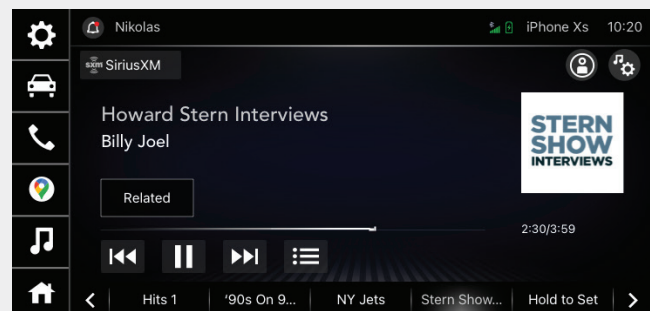 Nikolas
iPhone Xs 10:20
sxm SiriusXM
Howard Stern Interviews
Billy Joel
STERN
SHOW
INTERVIEWS
Related
2:30/3:59
Hits 1 '90s On 9... NY Jets Stern Show... Hold to Set